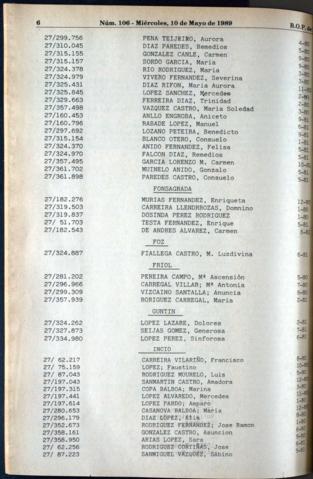 6 Núm. 106 - Miércoles, 10 de Mayo de 1989 B.O.P. de
27/299.756 PENA TEIJEIRO, Aurora 4-
27/310.045 DIAZ PAREDES, Remedios
27/315.155 GONZALEZ CANLE, Carmen
27/315.157 SORDO GARCIA, Maria
27/324.378 RIO RODRIGUEZ, Maria
27/324.979 VIVERO FERNANDEZ, Severina
27/325.431 DIAZ RIFON, Maria Aurora
27/325.645 LOPEZ SANCHEZ, Mercedes
27/329.663 FERREIRA DIAZ, Trinidad
27/357.498 VAZQUEZ CASTRO, Maria Soledad
27/160.453 ANLLO ENGROBA, Aniceto
27/160.796 RABADE LOPEZ, Manuel
27/297.692 LOZANO PETEIRA, Benedicto
27/315.154 BLANCO OTERO, Consuelo
27/324.370 ANIDO FERNANDEZ, Felisa
27/324.970 FALCON DIAZ, Remedios
27/357.495 GARCIA LORENZO M. Carmen
27/361.702 MUINELO ANIDO, Gonzalo
27/361.898 PAREDES CASTRO, Consuelo
FONSAGRADA
27/182.276 MURIAS FERNANDEZ, Enriqueta
27/319.503 CARREIRA LLENDERROZAS, Domnino
27/319.837 DOSINDA PEREZ RODRIGUEZ
27/ 51.703 TESTA FERNANDEZ, Enrique
27/182.543 DE ANDRES ALVAREZ, Carmen
FOZ
27/324.887 FIALLEGA CASTRO, M. Luzdivina
FRIOL
27/281.202 PEREIRA CAMPO, Mª Ascensión
27/296.966 CARREGAL VILLAR; Mª Antonia
27/299.309 VIZCAINO SANTALLA; Anuncia
27/357.939 RORIGUEZ CARREGAL, Maria
GUNTIN
27/324.262 LOPEZ LAZARE, Dolores
27/327.873 SEIJAS GOMEZ, Generosa
27/334.980 LOPEZ PEREZ, Sinforosa
INCIO
27/ 62.217 CARREIRA VILARIÑO, Francisco
27/ 75.159 LOPEZ; Faustino
27/ 87.043 RODRIGUEZ MOURELO, Luis
27/197.043 SANMARTIN CASTRO, Amadora
27/197.315 COPA BALBOA; Marina
27/197.441 LOPEZ ALVAREDO, Mercedes
27/197.614 LOPEZ PARDO; Amparo
27/280.653 CASANOVA BALBOA; Maria
27/296.179 DIAZ LOPEZ,
27/352.673 RODRIGUEZ FERNANDEZ; Jose Ramon
27/358.161 GONZALEZ CASTRO, Asuncion
27/358.950 ARIAS LOPEZ, Sara
27/ 62.256 RODRIGUEZ CORTIÑAS, Jose
27/ 87.223 SANMIGUEL VAZQUEZ, Sabino